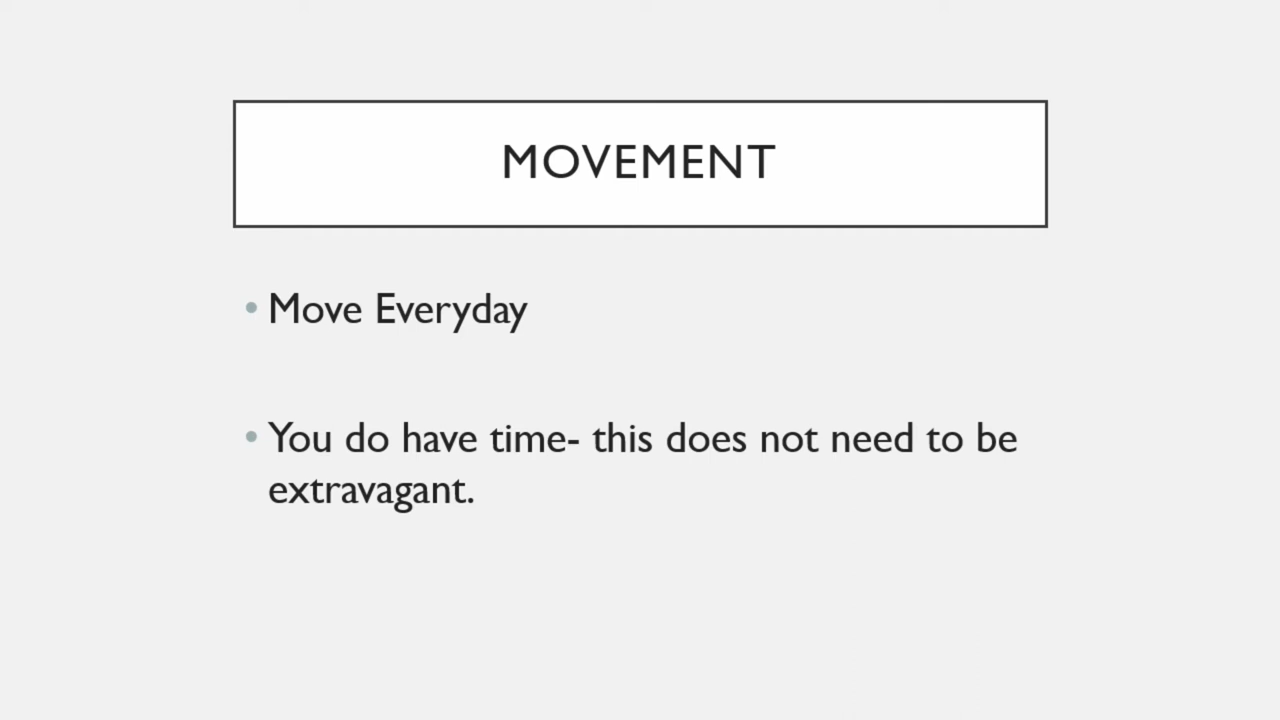 MOVEMENT
• Move Everyday
• You do have time- this does not need to be
extravagant.